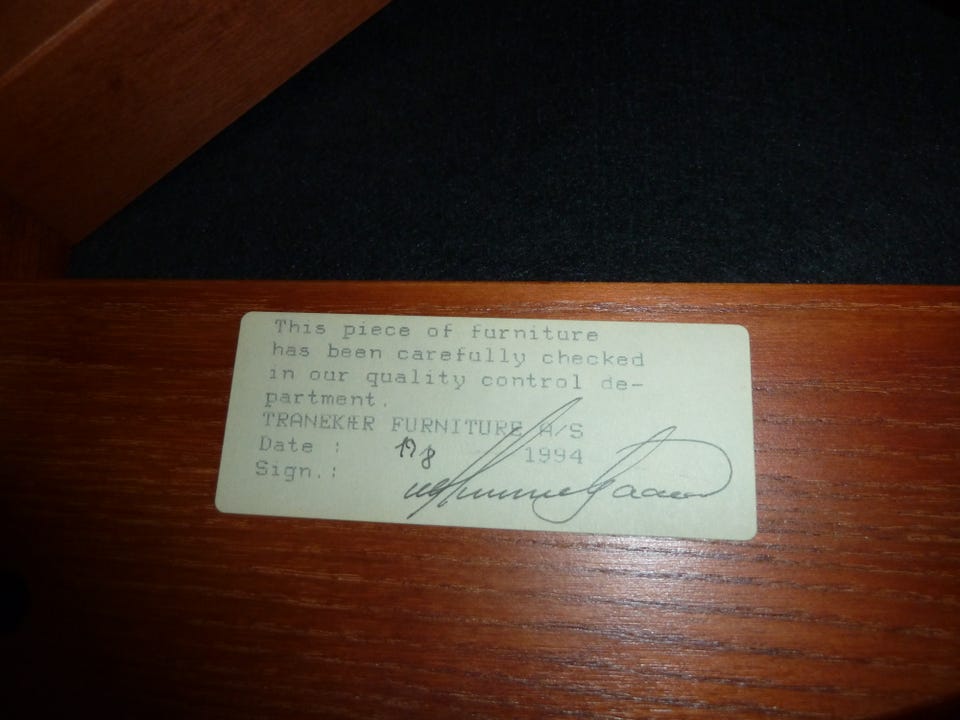 This piece of furniture
has been carefully checked
in our quality control de-
partment.
TRANEKÆR FURNITURE A/S
Date : 19/8 1994
Sign.: